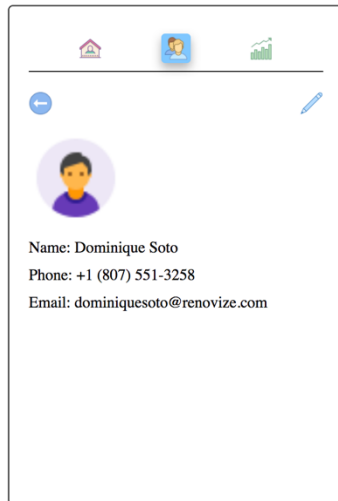 Name: Dominique Soto
Phone: +1 (807) 551-3258
Email: dominiquesoto@renovize.com